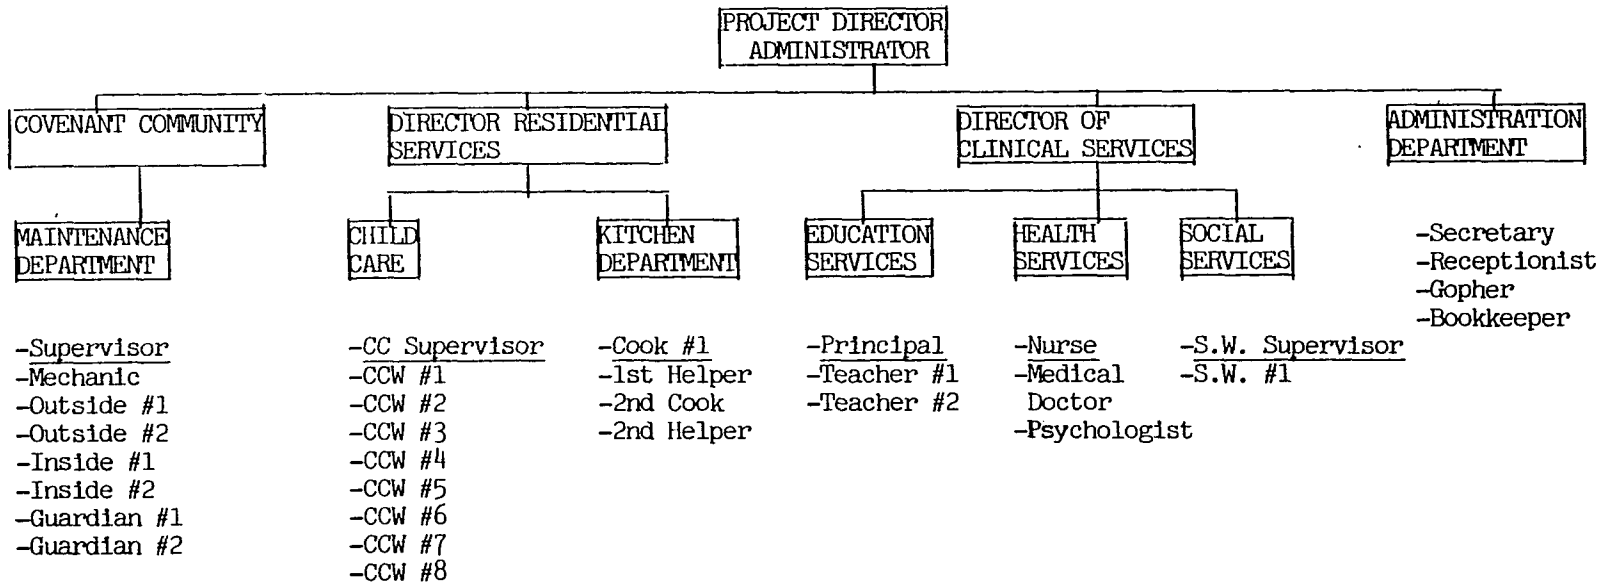 PROJECT DIRECTOR
ADMINISTRATOR
COVENANT COMMUNITY
DIRECTOR RESIDENTIAL
SERVICES
DIRECTOR OF
CLINICAL SERVICES
ADMINISTRATION
DEPARTMENT
MAINTENANCE
DEPARTMENT
CHILD
CARE
KITCHEN
DEPARTMENT
EDUCATION
SERVICES
HEALTH
SERVICES
SOCIAL
SERVICES
-Secretary
-Receptionist
-Gopher
-Bookkeeper
-Supervisor
-Mechanic
-Outside #1
-Outside #2
-Inside #1
-Inside #2
-Guardian #1
-Guardian #2
-CC Supervisor
-CCW #1
-CCW #2
-CCW #3
-CCW #4
-CCW #5
-CCW #6
-CCW #7
-CCW #8
-Cook #1
-1st Helper
-2nd Cook
-2nd Helper
-Principal
-Teacher #1
-Teacher #2
-Nurse
-Medical
Doctor
-Psychologist
-S.W. Supervisor
-S.W. #1